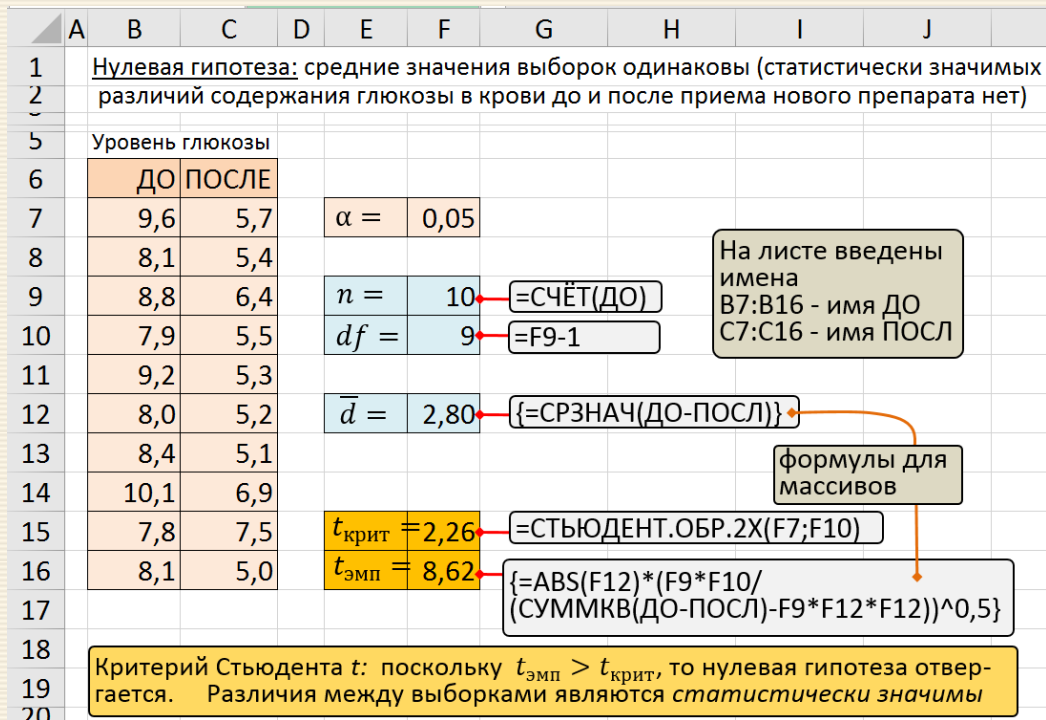 A B C D E F G H I J
1 Нулевая гипотеза: средние значения выборок одинаковы (статистически значимых
2 различий содержания глюкозы в крови до и после приема нового препарата нет)
5 Уровень глюкозы
6 ДО ПОСЛЕ
7 9,6 5,7 α = 0,05
8 8,1 5,4
9 8,8 6,4 n = 10 =СЧЁТ(ДО)
10 7,9 5,5 df = 9 =F9-1
На листе введены
имена
B7:B16 - имя ДО
C7:C16 - имя ПОСЛ
11 9,2 5,3
12 8,0 5,2 d̅ = 2,80 {=СРЗНАЧ(ДО-ПОСЛ)}
13 8,4 5,1
формулы для
массивов
14 10,1 6,9
15 7,8 7,5 tкрит = 2,26 =СТЬЮДЕНТ.ОБР.2Х(F7;F10)
16 8,1 5,0 tэмп = 8,62
{=ABS(F12)*(F9*F10/
(СУММКВ(ДО-ПОСЛ)-F9*F12*F12))^0,5}
17
18
Критерий Стьюдента t: поскольку tэмп > tкрит, то нулевая гипотеза отвер-
19 гается. Различия между выборками являются статистически значимы
20